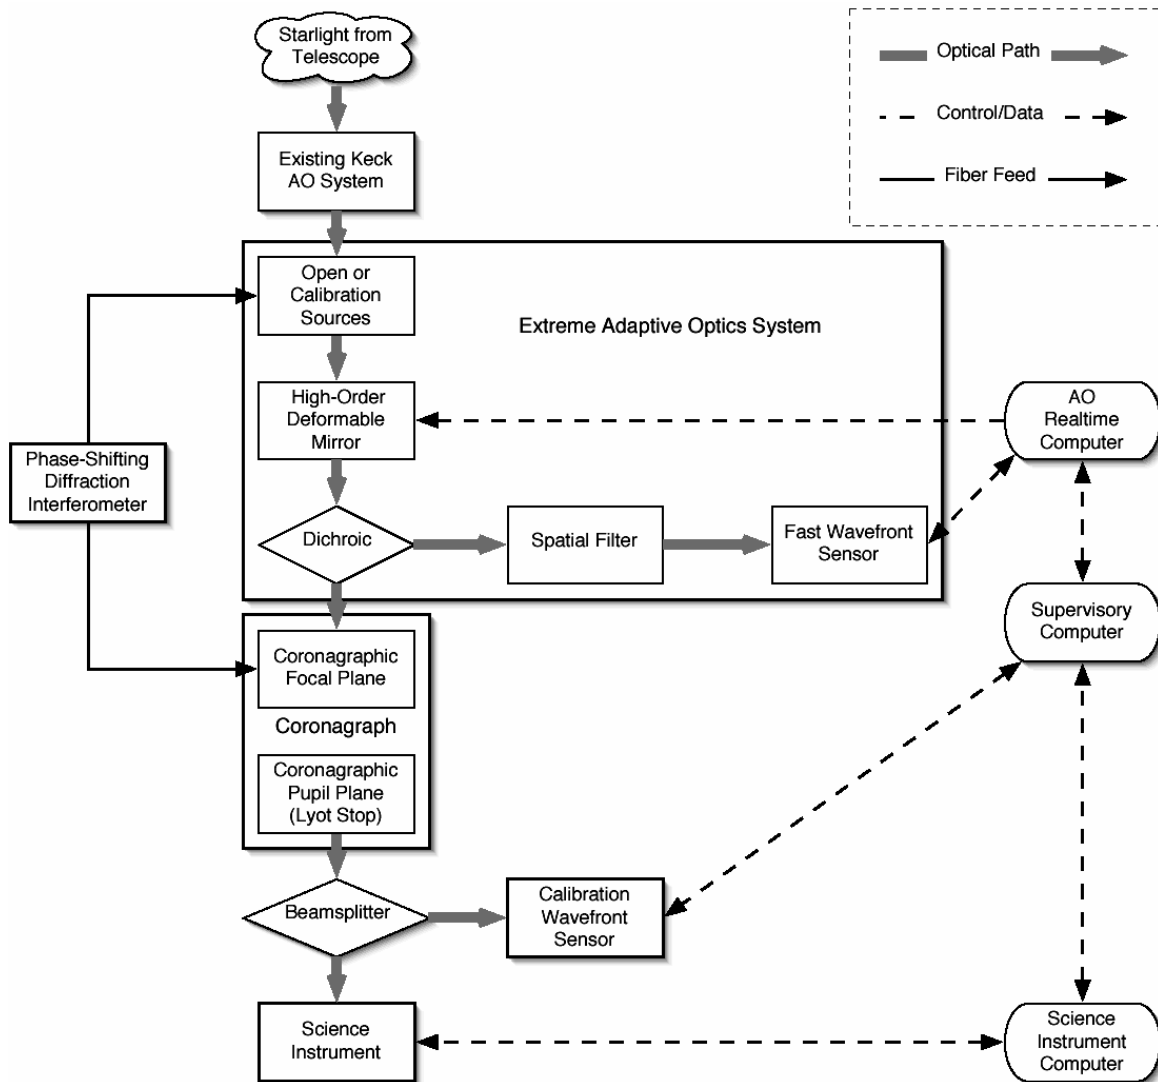 Starlight from
Telescope
Optical Path
Control/Data
Fiber Feed
Existing Keck
AO System
Open or
Calibration
Sources
Extreme Adaptive Optics System
High-Order
Deformable
Mirror
AO
Realtime
Computer
Phase-Shifting
Diffraction
Interferometer
Dichroic
Spatial Filter
Fast Wavefront
Sensor
Supervisory
Computer
Coronagraphic
Focal Plane
Coronagraph
Coronagraphic
Pupil Plane
(Lyot Stop)
Beamsplitter
Calibration
Wavefront
Sensor
Science
Instrument
Science
Instrument
Computer